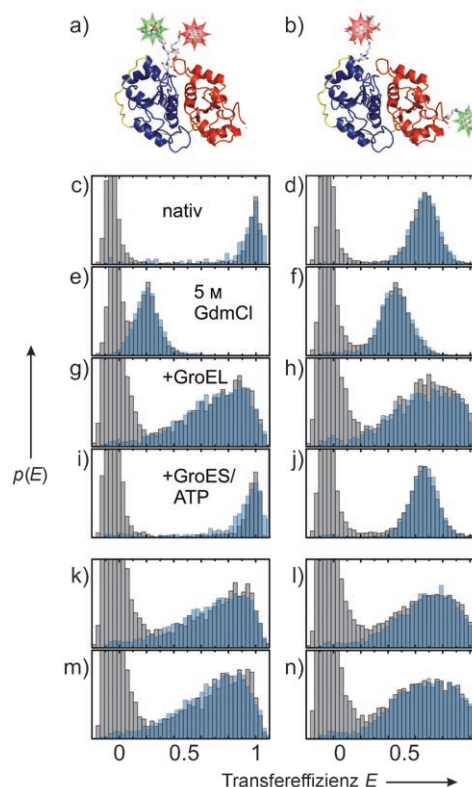 a) b)
c) nativ d)
e) 5 M f)
GdmCl
g) +GroEL h)
p(E)
i) +GroES/ j)
ATP
k) l)
m) n)
0 0.5 1 0 0.5
Transfereffizienz E